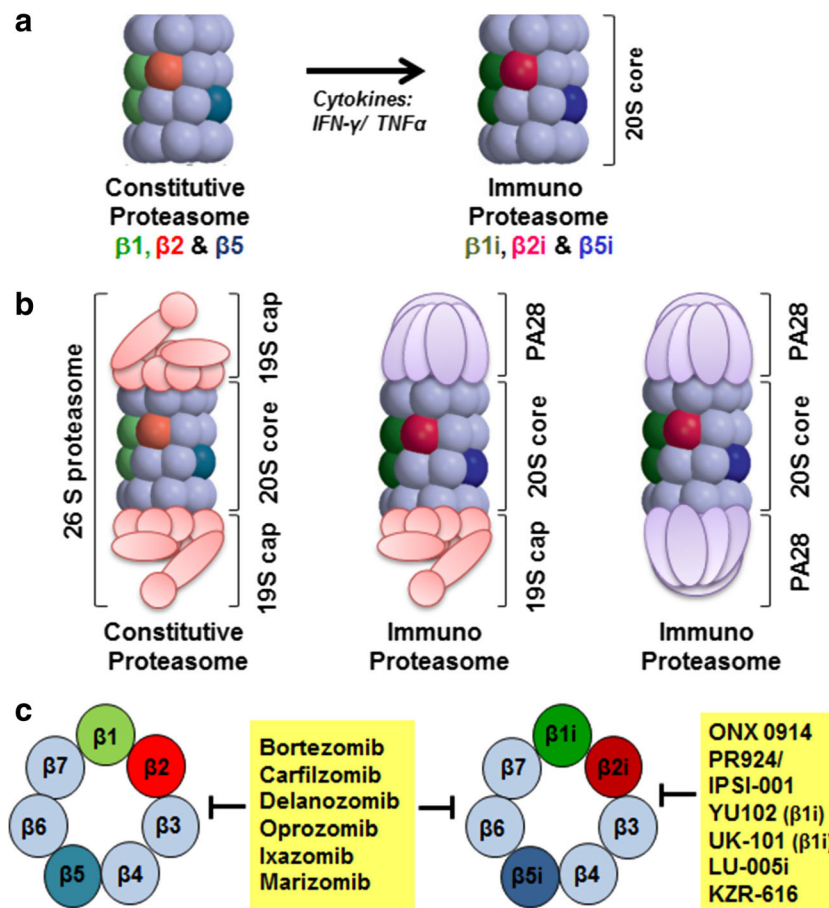 a
Cytokines:
IFN-γ/ TNFα
20S core
Constitutive
Proteasome
β1, β2 & β5
Immuno
Proteasome
β1i, β2i & β5i
b
26 S proteasome
19S cap
20S core
19S cap
PA28
20S core
19S cap
PA28
20S core
PA28
Constitutive
Proteasome
Immuno
Proteasome
Immuno
Proteasome
c
β1
β2
β3
β4
β5
β6
β7
Bortezomib
Carfilzomib
Delanozomib
Oprozomib
Ixazomib
Marizomib
β1i
β2i
β3
β4
β5i
β6
β7
ONX 0914
PR924/
IPSI-001
YU102 (β1i)
UK-101 (β1i)
LU-005i
KZR-616